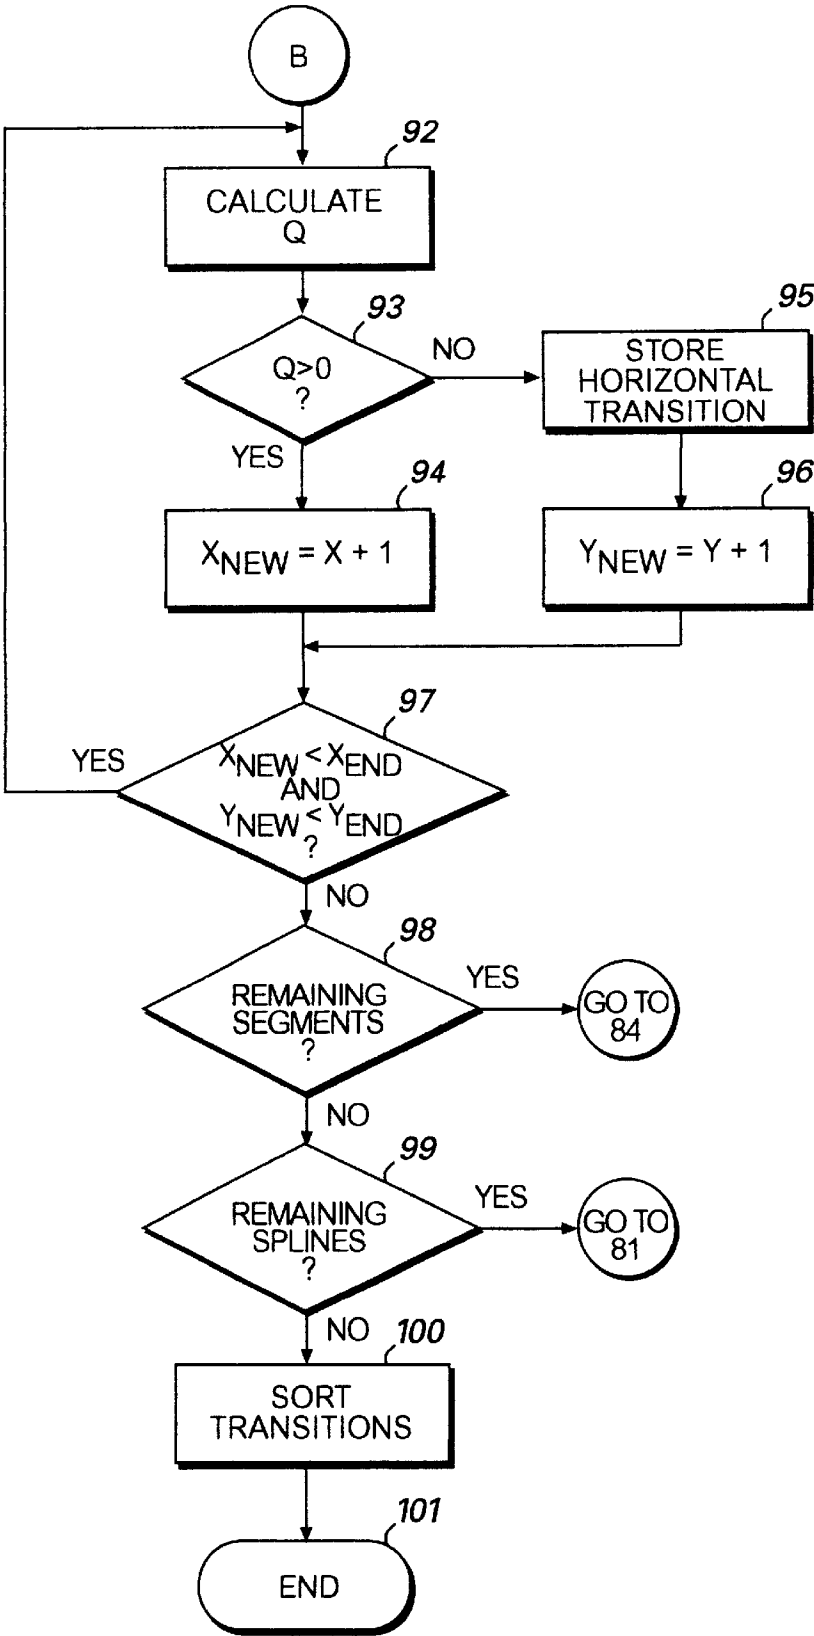 B
92
CALCULATE
Q
93
Q>0
?
NO
YES
95
STORE
HORIZONTAL
TRANSITION
94
XNEW = X + 1
96
YNEW = Y + 1
97
YES
XNEW < XEND
AND
YNEW < YEND
?
NO
98
REMAINING
SEGMENTS
?
YES
GO TO
84
NO
99
REMAINING
SPLINES
?
YES
GO TO
81
NO
100
SORT
TRANSITIONS
101
END